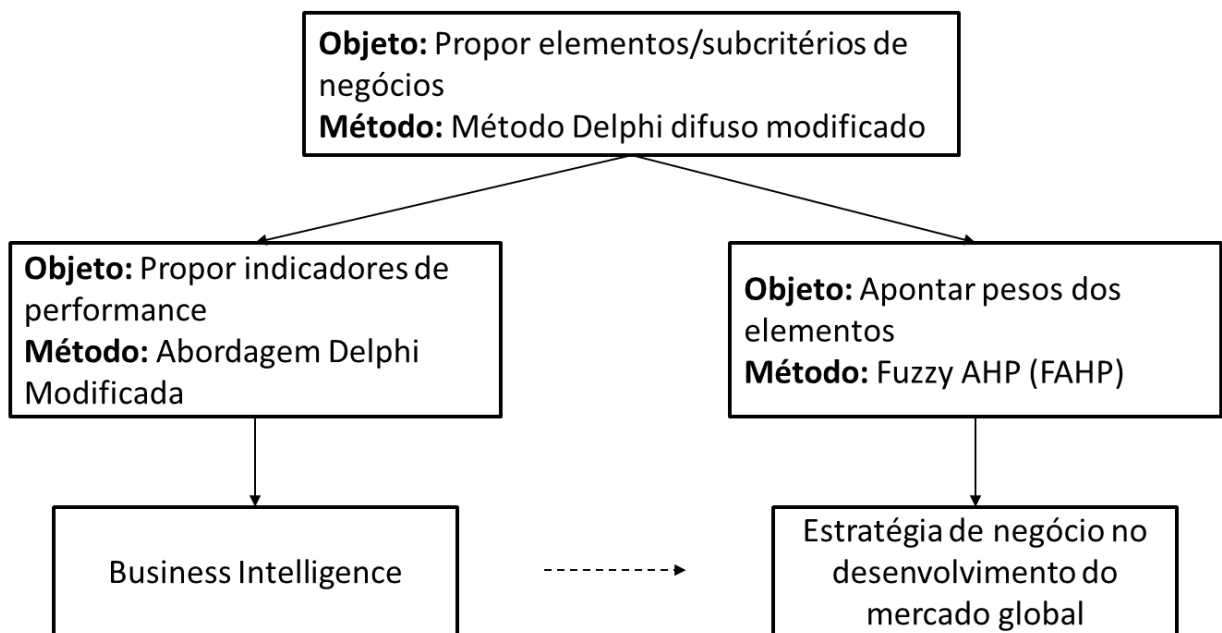 Objeto: Propor elementos/subcritérios de
negócios
Método: Método Delphi difuso modificado
Objeto: Propor indicadores de
performance
Método: Abordagem Delphi
Modificada
Objeto: Apontar pesos dos
elementos
Método: Fuzzy AHP (FAHP)
Business Intelligence
Estratégia de negócio no
desenvolvimento do
mercado global